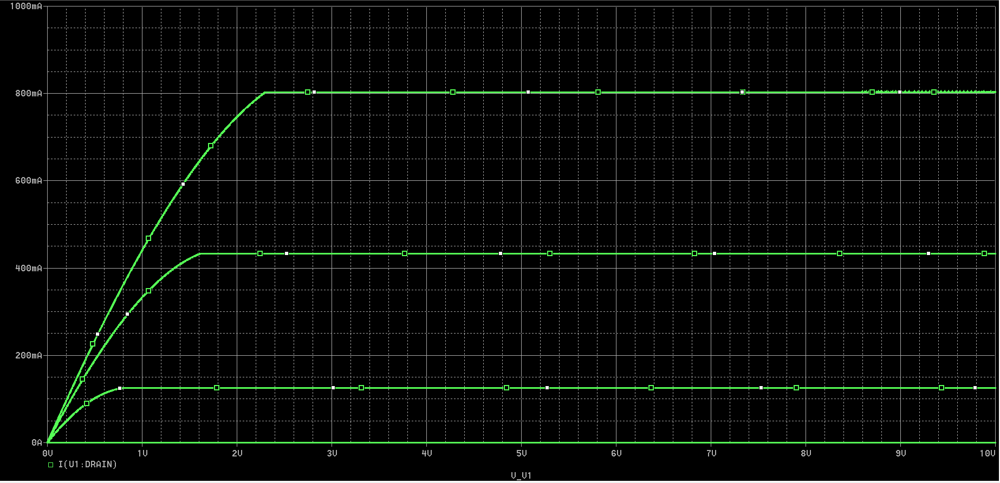 1000mA
800mA
600mA
400mA
200mA
0A
0V 1V 2V 3V 4V 5V 6V 7V 8V 9V 10V
I(V1:DRAIN)
V_V1